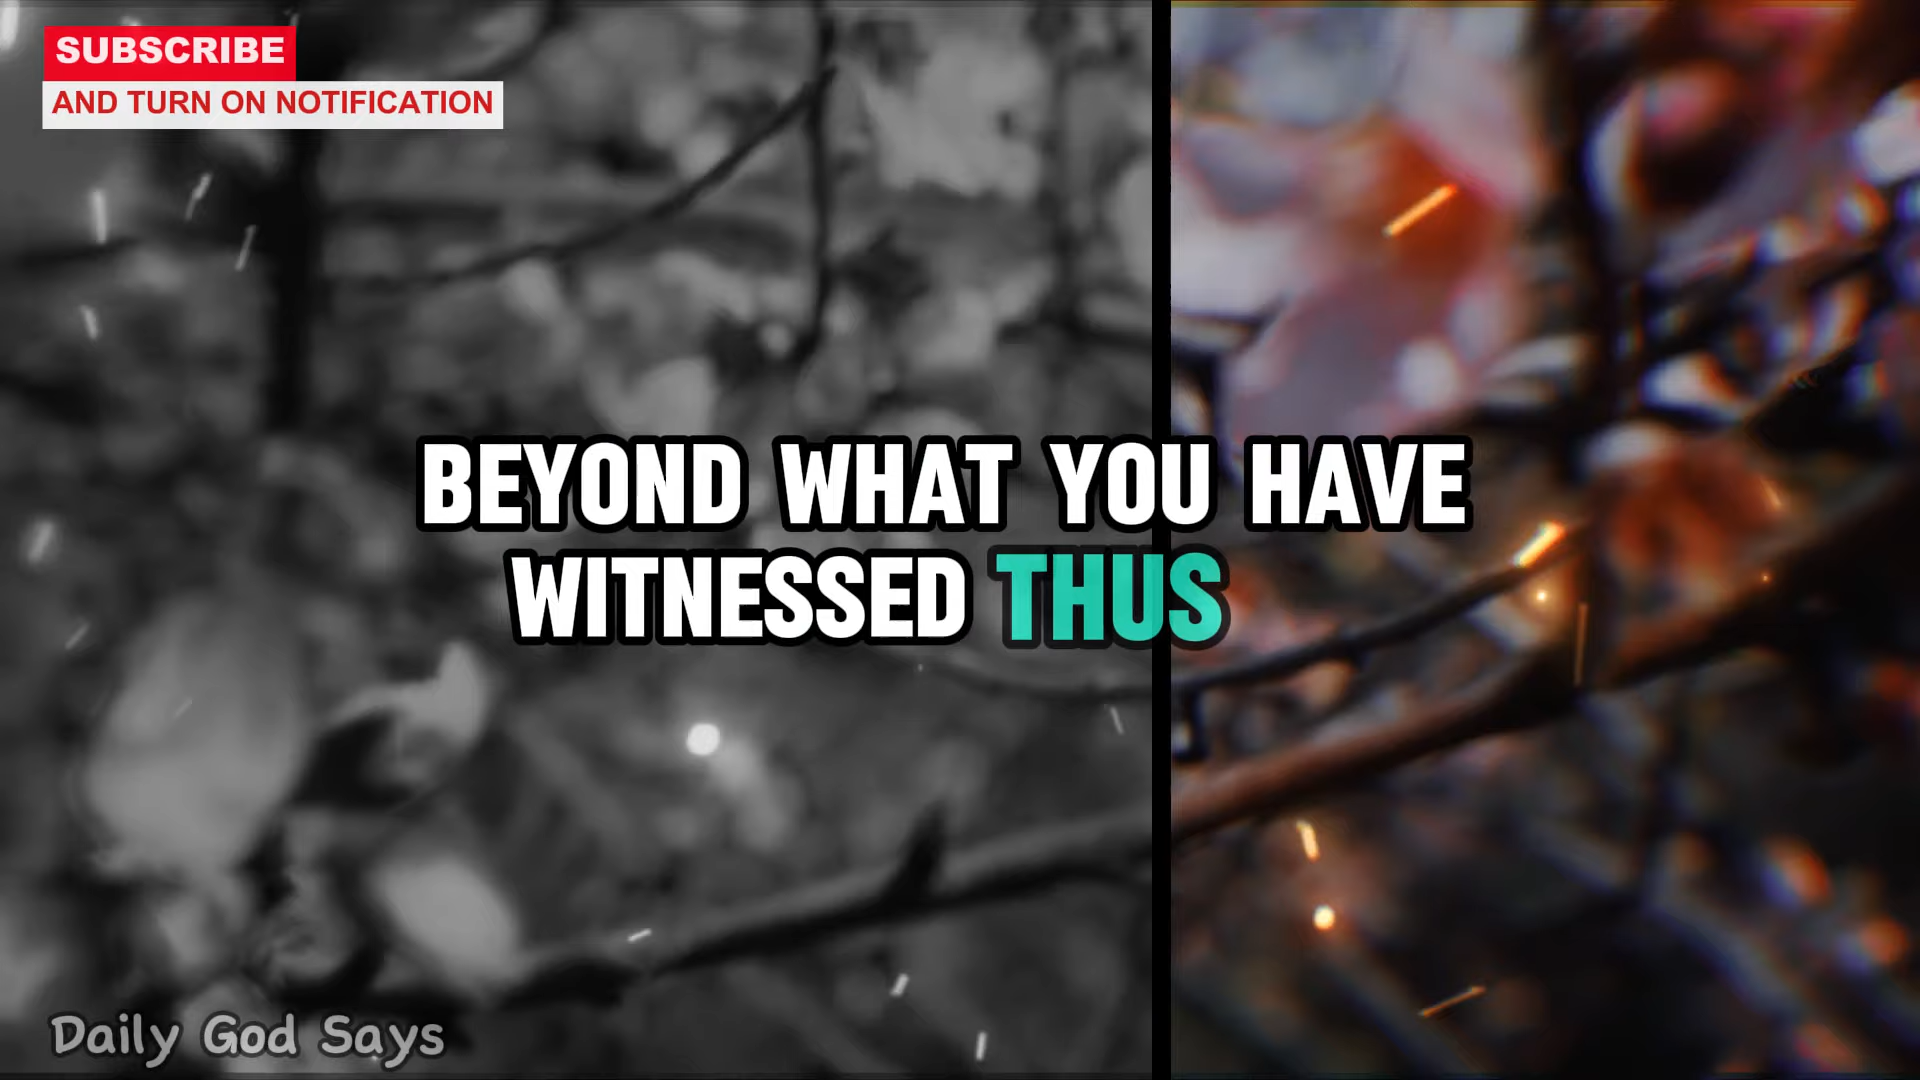 SUBSCRIBE
AND TURN ON NOTIFICATION
BEYOND WHAT YOU HAVE
WITNESSED THUS
Daily God Says